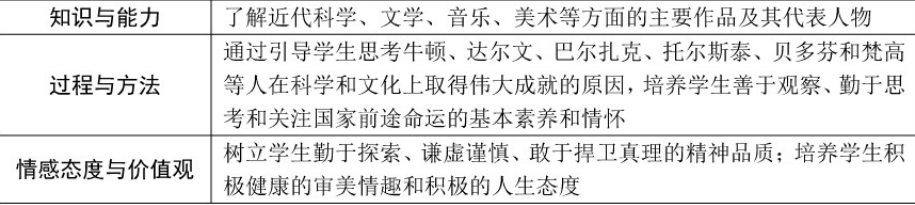 知识与能力
了解近代科学、文学、音乐、美术等方面的主要作品及其代表人物
过程与方法
通过引导学生思考牛顿、达尔文、巴尔扎克、托尔斯泰、贝多芬和梵高
等人在科学和文化上取得伟大成就的原因，培养学生善于观察、勤于思
考和关注国家前途命运的基本素养和情怀
情感态度与价值观
树立学生勤于探索、谦虚谨慎、敢于捍卫真理的精神品质；培养学生积
极健康的审美情趣和积极的人生态度